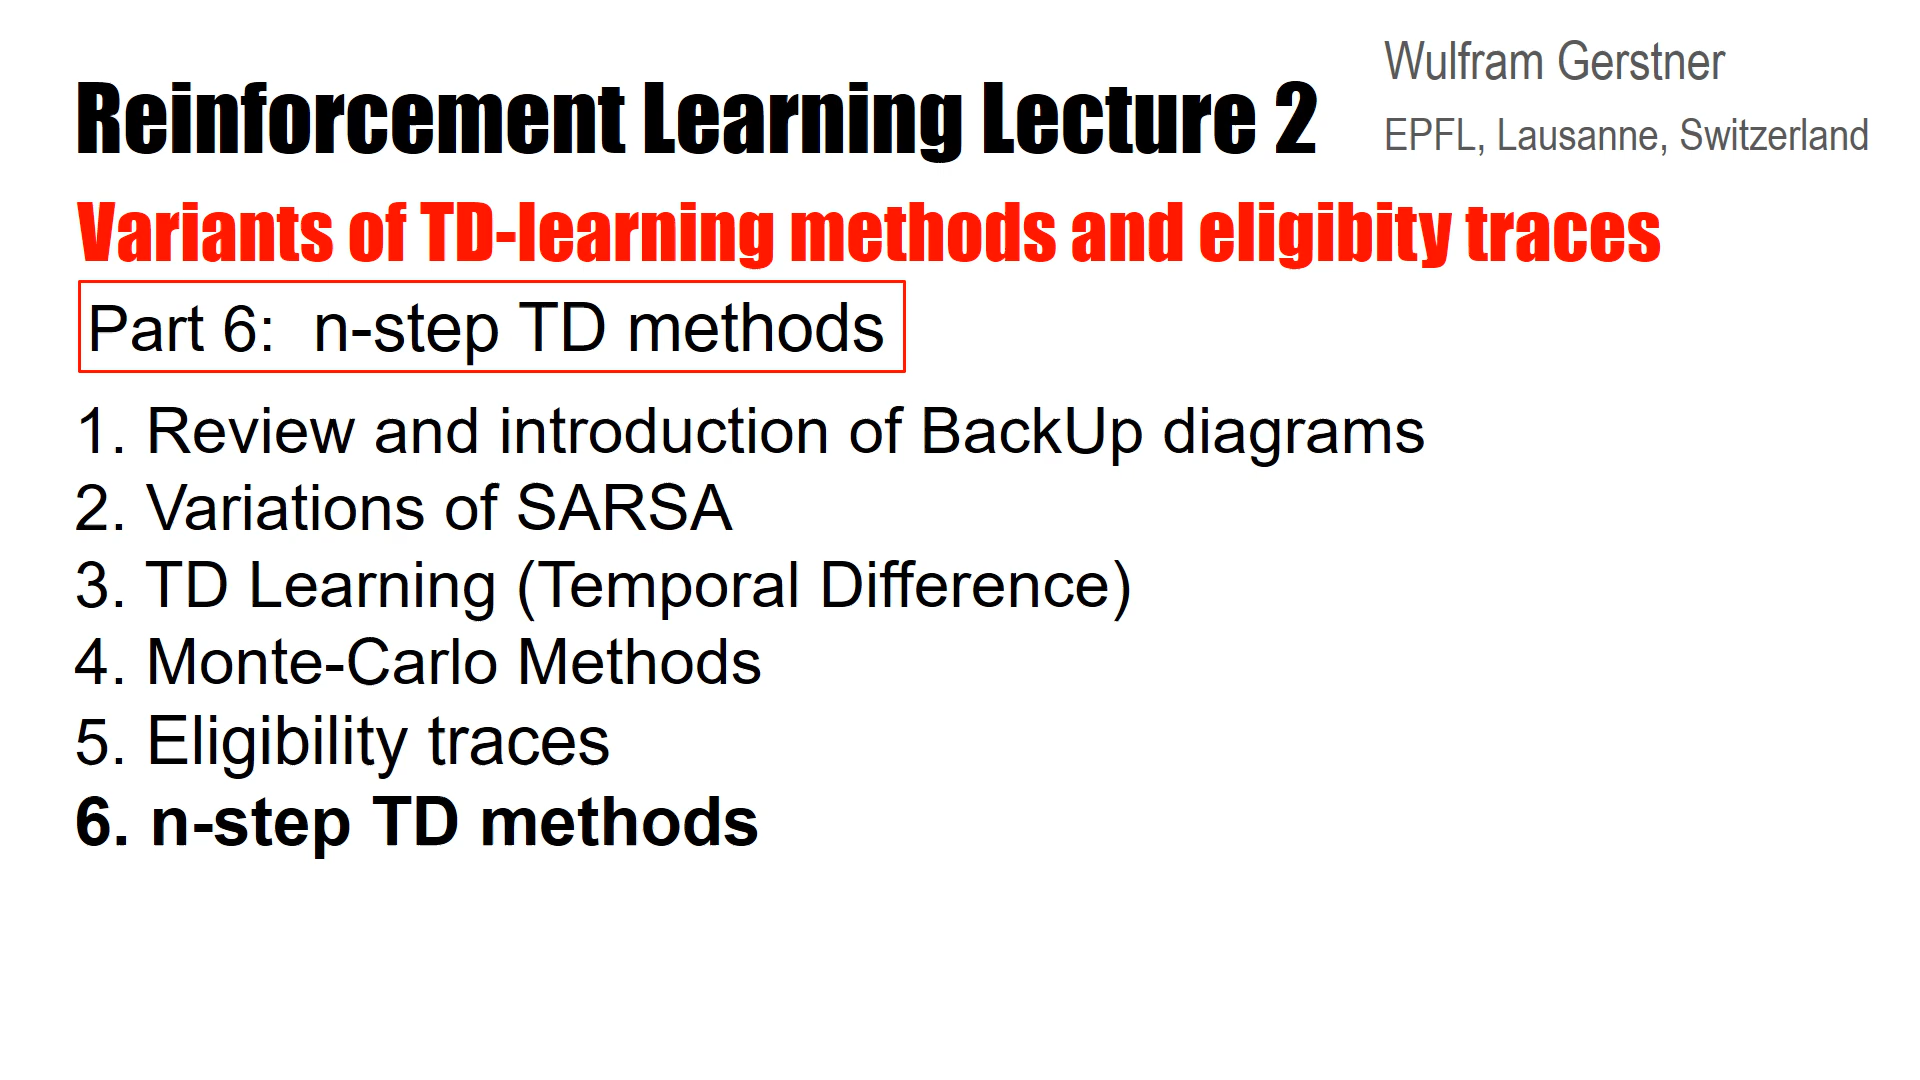 Reinforcement Learning Lecture 2
Wulfram Gerstner
EPFL, Lausanne, Switzerland
Variants of TD-learning methods and eligibity traces
Part 6: n-step TD methods
1. Review and introduction of BackUp diagrams
2. Variations of SARSA
3. TD Learning (Temporal Difference)
4. Monte-Carlo Methods
5. Eligibility traces
6. n-step TD methods